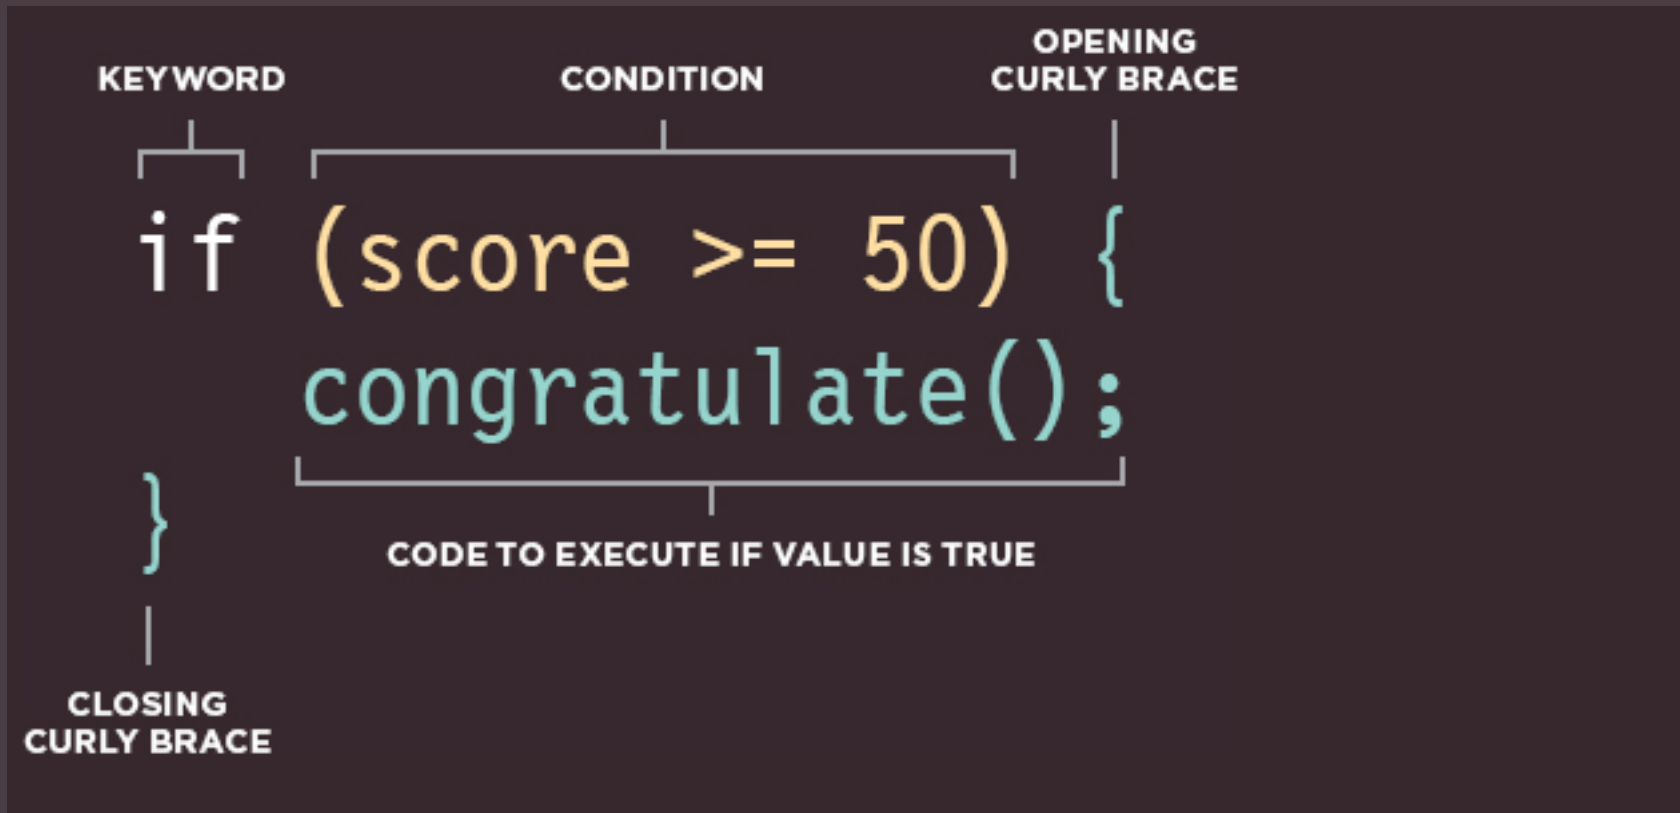 OPENING
KEYWORD CONDITION CURLY BRACE
if (score >= 50) {
congratulate();
}
CODE TO EXECUTE IF VALUE IS TRUE
CLOSING
CURLY BRACE